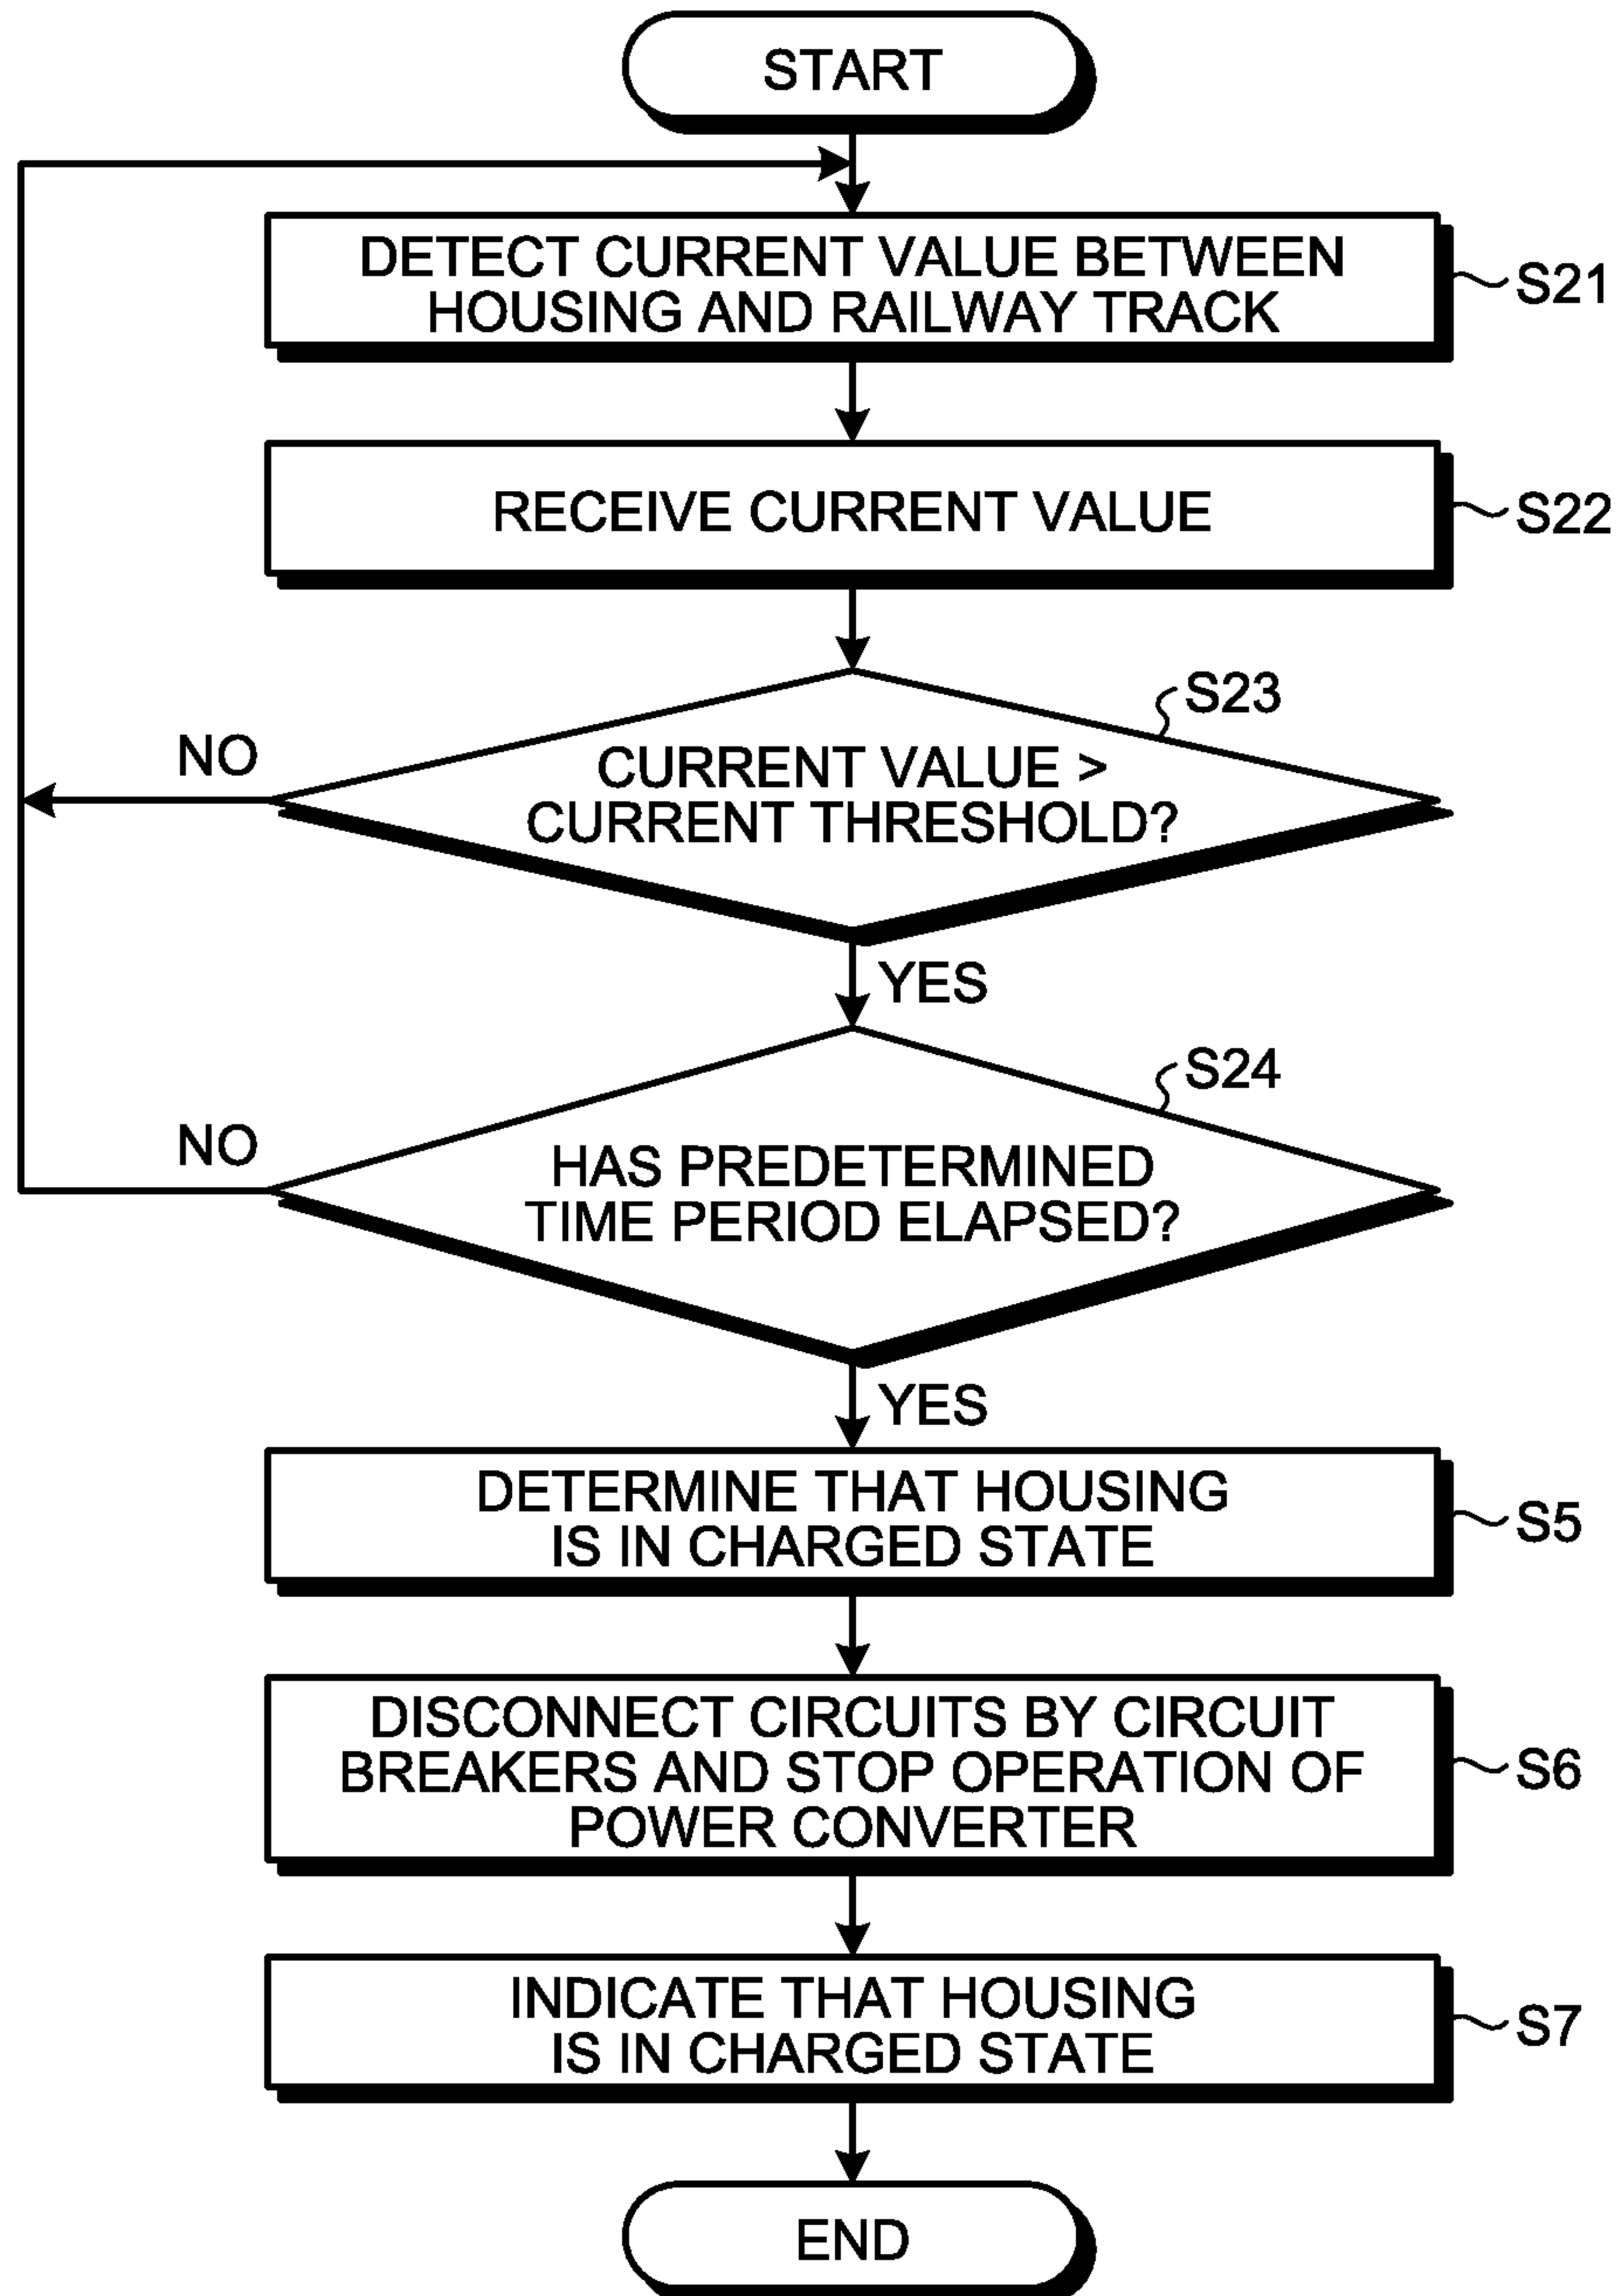 START
DETECT CURRENT VALUE BETWEEN
HOUSING AND RAILWAY TRACK
S21
RECEIVE CURRENT VALUE
S22
S23
NO
CURRENT VALUE >
CURRENT THRESHOLD?
YES
S24
NO
HAS PREDETERMINED
TIME PERIOD ELAPSED?
YES
DETERMINE THAT HOUSING
IS IN CHARGED STATE
S5
DISCONNECT CIRCUITS BY CIRCUIT
BREAKERS AND STOP OPERATION OF
POWER CONVERTER
S6
INDICATE THAT HOUSING
IS IN CHARGED STATE
S7
END